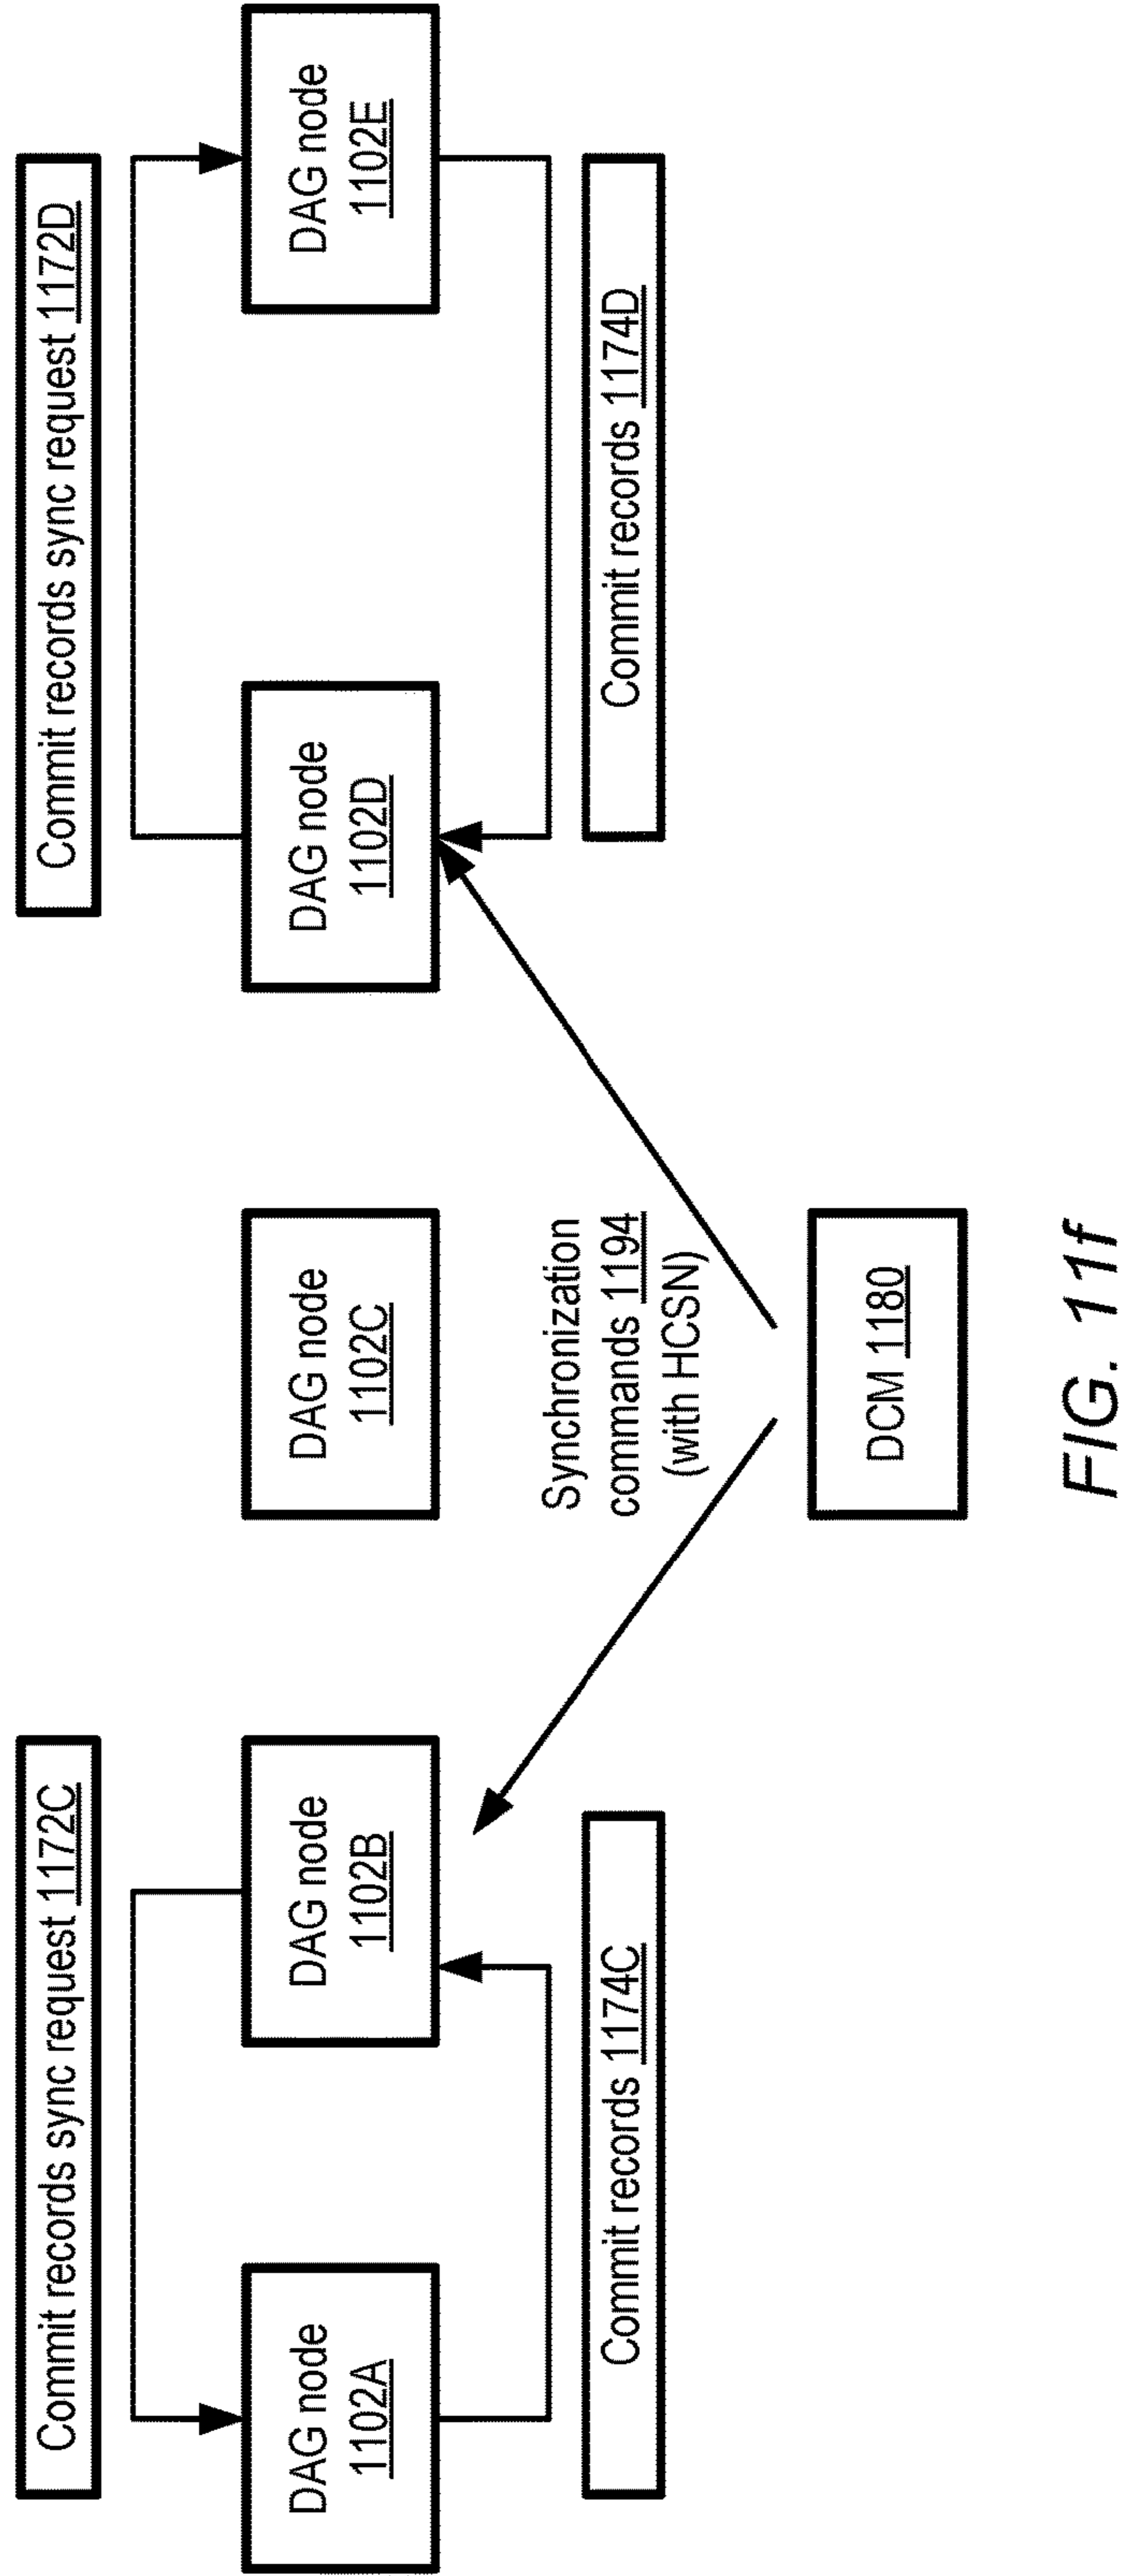 Commit records sync request 1172C
Commit records sync request 1172D
DAG node
1102A
DAG node
1102B
DAG node
1102C
DAG node
1102D
DAG node
1102E
Commit records 1174C
Synchronization
commands 1194
(with HCSN)
Commit records 1174D
DCM 1180
FIG. 11f